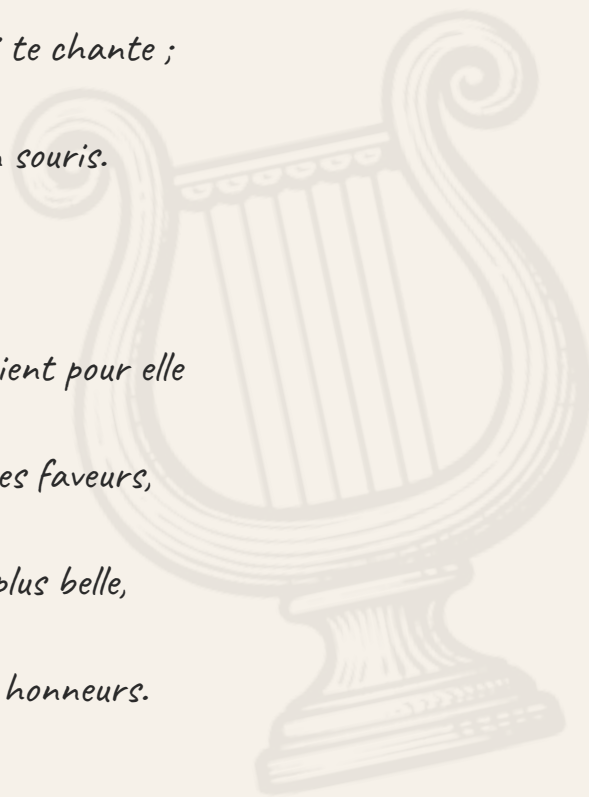 te chante ;
souris.
ient pour elle
es faveurs,
plus belle,
honneurs.